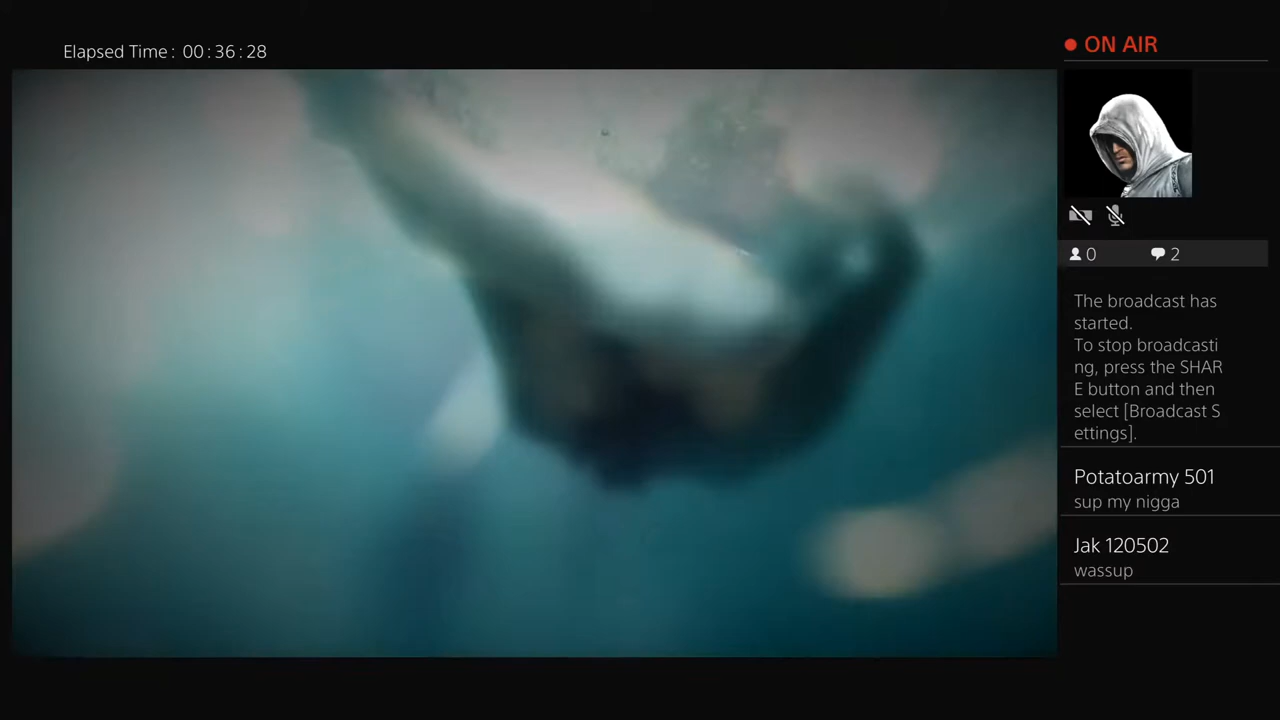 Elapsed Time: 00:36:28
ON AIR
0
2
The broadcast has
started.
To stop broadcasti
ng, press the SHAR
E button and then
select [Broadcast S
ettings].
Potatoarmy 501
sup my nigga
Jak 120502
wassup